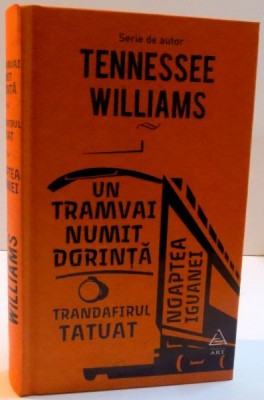 Serie de autor
TENNESSEE
WILLIAMS
UN
TRAMVAI
NUMIT
DORINȚĂ
TRANDAFIRUL
TATUAT
NOAPTEA
IGUANEI
ART
WILLIAMS